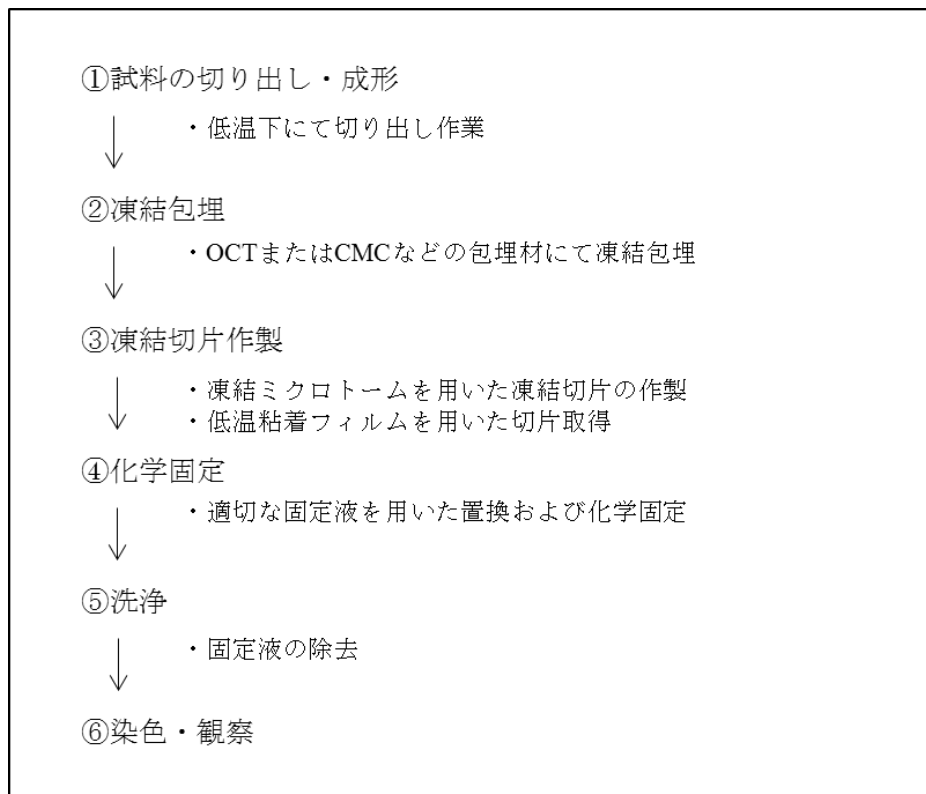 ①試料の切り出し・成形
・低温下にて切り出し作業
②凍結包埋
・OCTまたはCMCなどの包埋材にて凍結包埋
③凍結切片作製
・凍結ミクロトームを用いた凍結切片の作製
・低温粘着フィルムを用いた切片取得
④化学固定
・適切な固定液を用いた置換および化学固定
⑤洗浄
・固定液の除去
⑥染色・観察